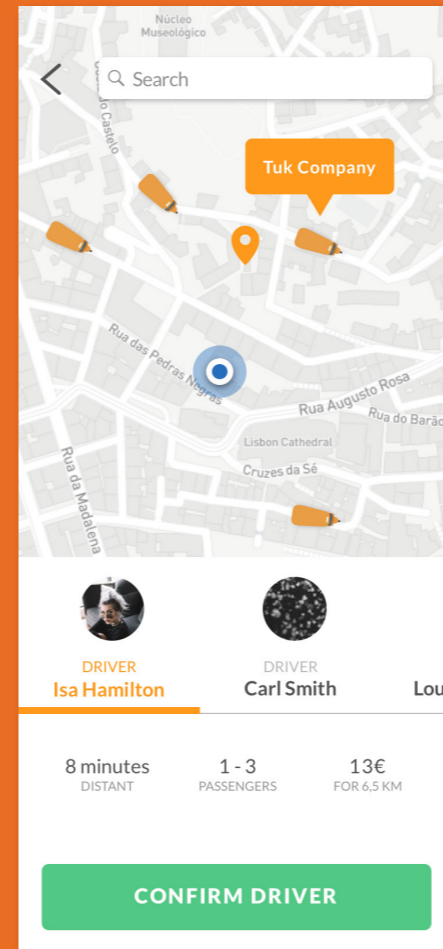 Núcleo
Museológico
Search
do Castelo
Tuk Company
Rua das Pedras Negras
Rua Augusto Rosa
Rua do Barão
Lisbon Cathedral
Cruzes da Sé
Rua da Madalena
DRIVER
DRIVER
Isa Hamilton
Carl Smith
Lou
8 minutes
1 - 3
13€
DISTANT
PASSENGERS
FOR 6,5 KM
CONFIRM DRIVER